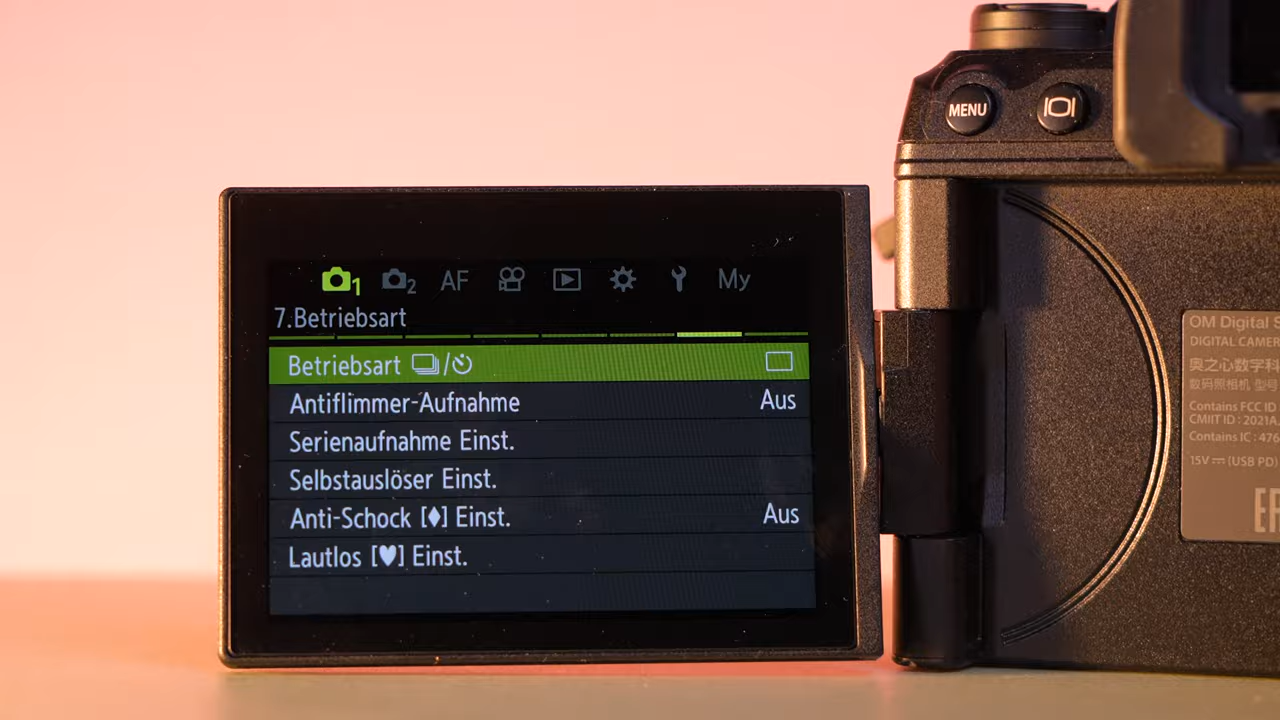 MENU
1 2 AF My
7.Betriebsart
Betriebsart /
Antiflimmer-Aufnahme Aus
Serienaufnahme Einst.
Selbstauslöser Einst.
Anti-Schock [♦] Einst. Aus
Lautlos [♥] Einst.
OM Digital S
DIGITAL CAMER
奥之心数字科
数码照相机 型号
Contains FCC ID
CMIIT ID : 2021A
Contains IC : 476
15V ⎓ (USB PD)